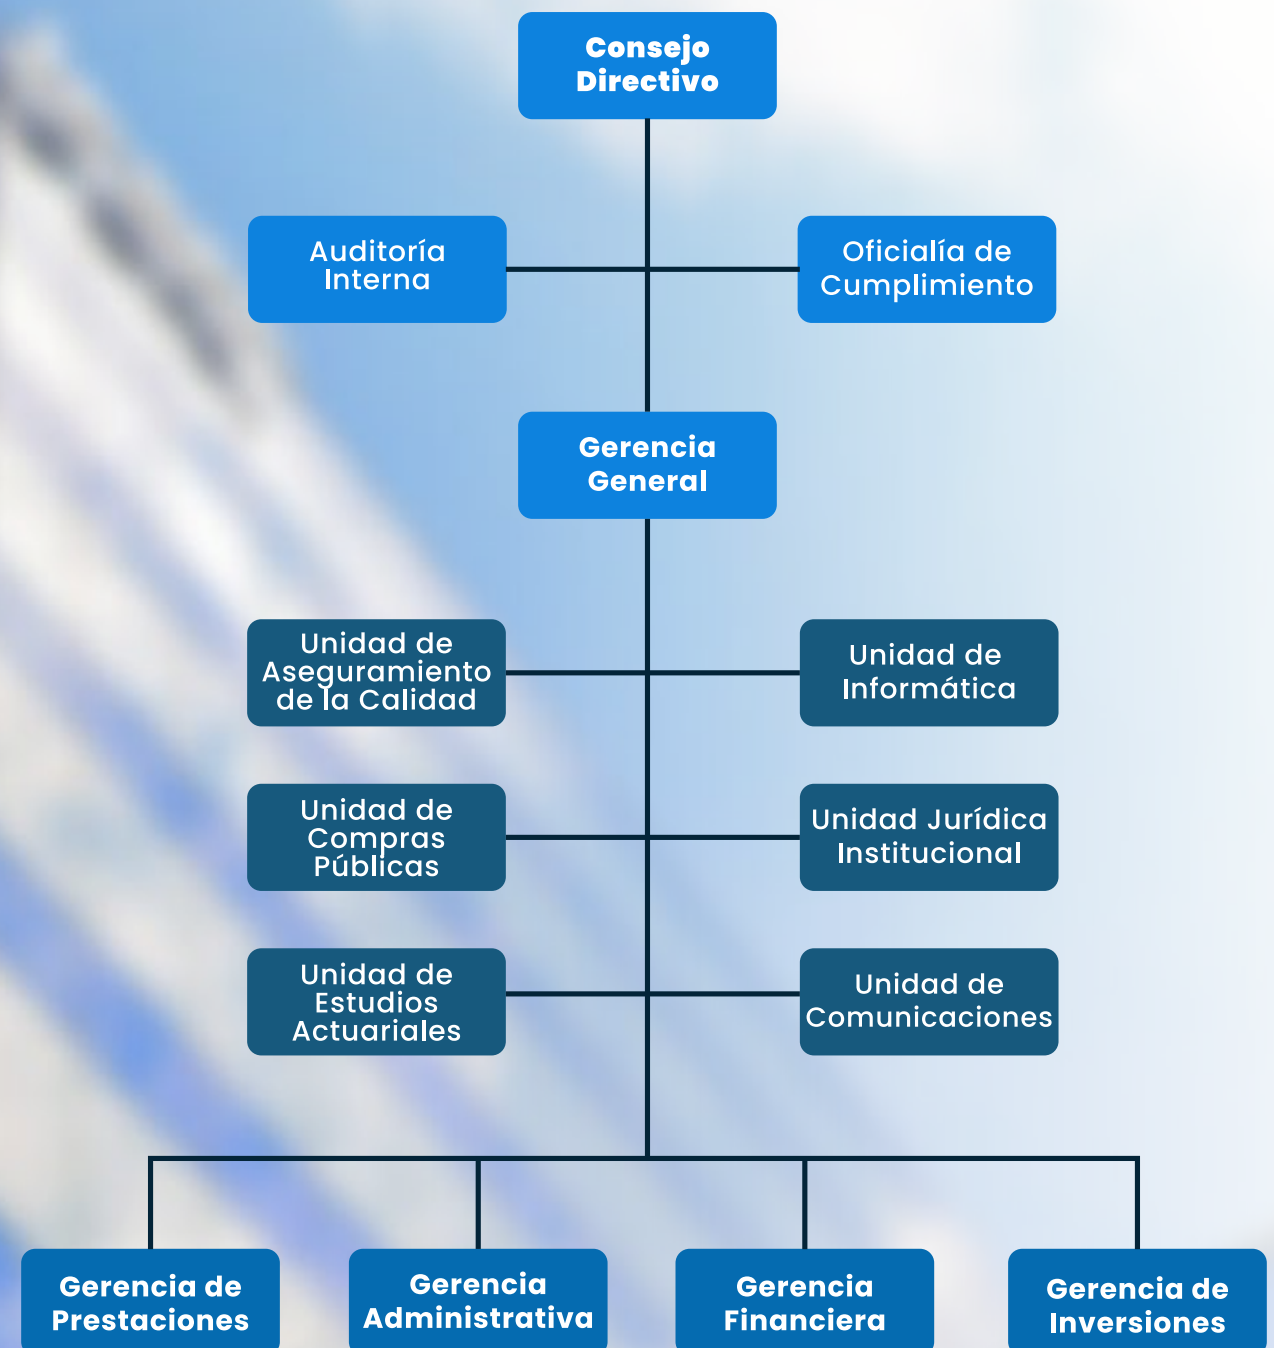 Consejo
Directivo
Auditoría
Interna
Oficialía de
Cumplimiento
Gerencia
General
Unidad de
Aseguramiento
de la Calidad
Unidad de
Informática
Unidad de
Compras
Públicas
Unidad Jurídica
Institucional
Unidad de
Estudios
Actuariales
Unidad de
Comunicaciones
Gerencia de
Prestaciones
Gerencia
Administrativa
Gerencia
Financiera
Gerencia de
Inversiones